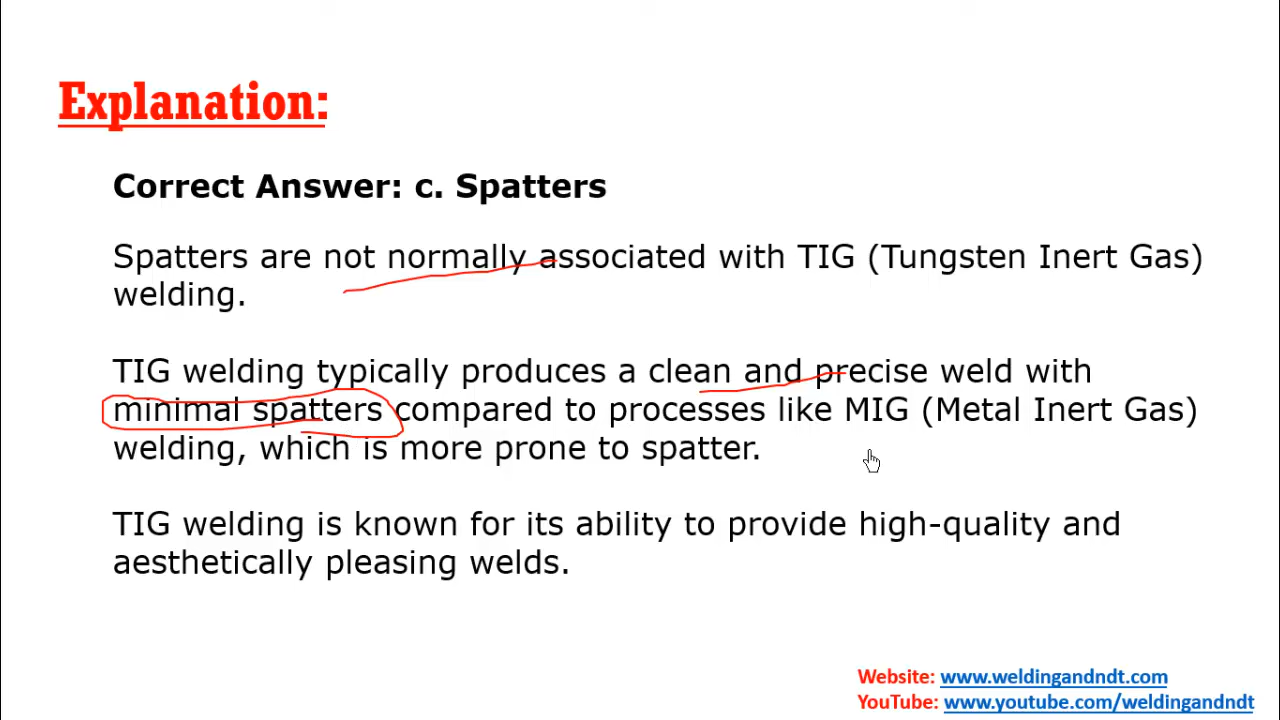 Explanation:
Correct Answer: c. Spatters
Spatters are not normally associated with TIG (Tungsten Inert Gas)
welding.
TIG welding typically produces a clean and precise weld with
minimal spatters compared to processes like MIG (Metal Inert Gas)
welding, which is more prone to spatter.
TIG welding is known for its ability to provide high-quality and
aesthetically pleasing welds.
Website: www.weldingandndt.com
YouTube: www.youtube.com/weldingandndt